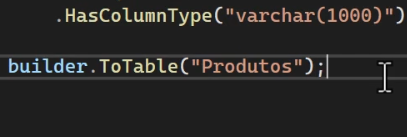 .HasColumnType("varchar(1000)")
builder.ToTable("Produtos");